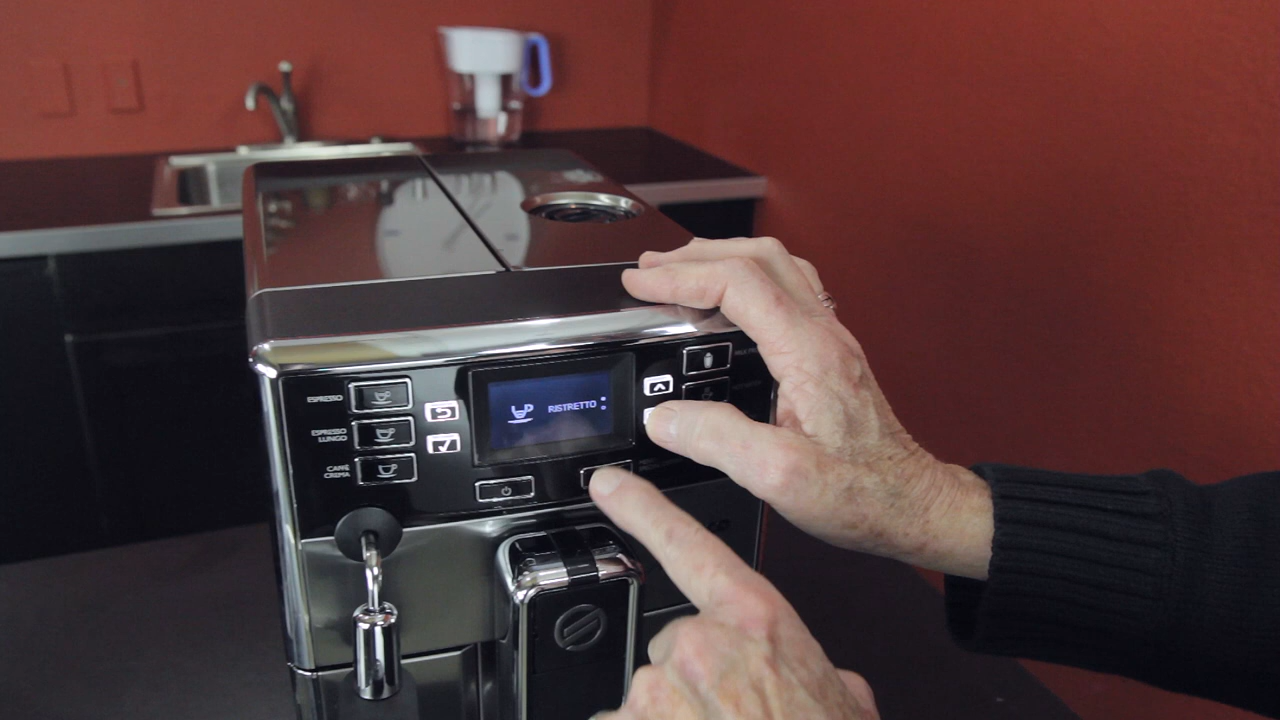 ESPRESSO
ESPRESSO
LUNGO
CAFFÈ
CREMA
RISTRETTO